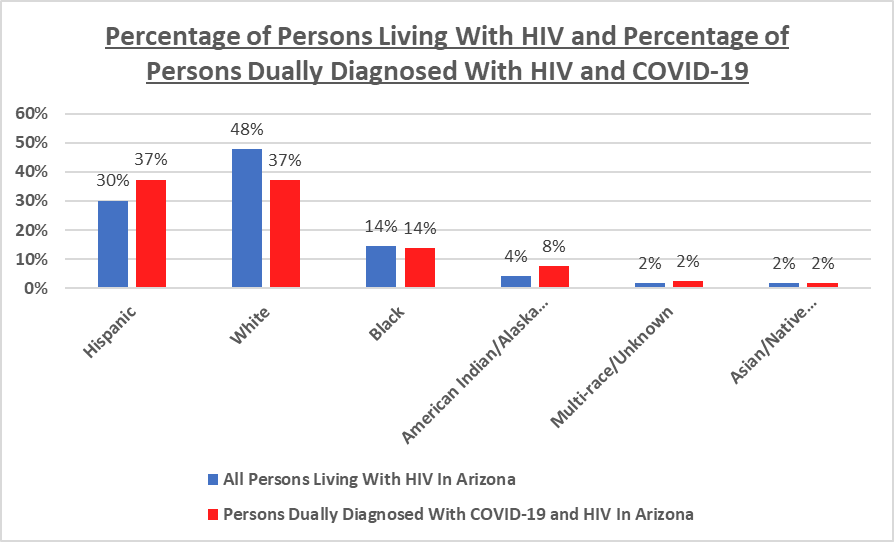 Percentage of Persons Living With HIV and Percentage of
Persons Dually Diagnosed With HIV and COVID-19
60%
50%
40%
30%
20%
10%
0%
30%
37%
48%
37%
14%
14%
4%
8%
2%
2%
2%
2%
Hispanic
White
Black
American Indian/Alaska...
Multi-race/Unknown
Asian/Native...
All Persons Living With HIV In Arizona
Persons Dually Diagnosed With COVID-19 and HIV In Arizona